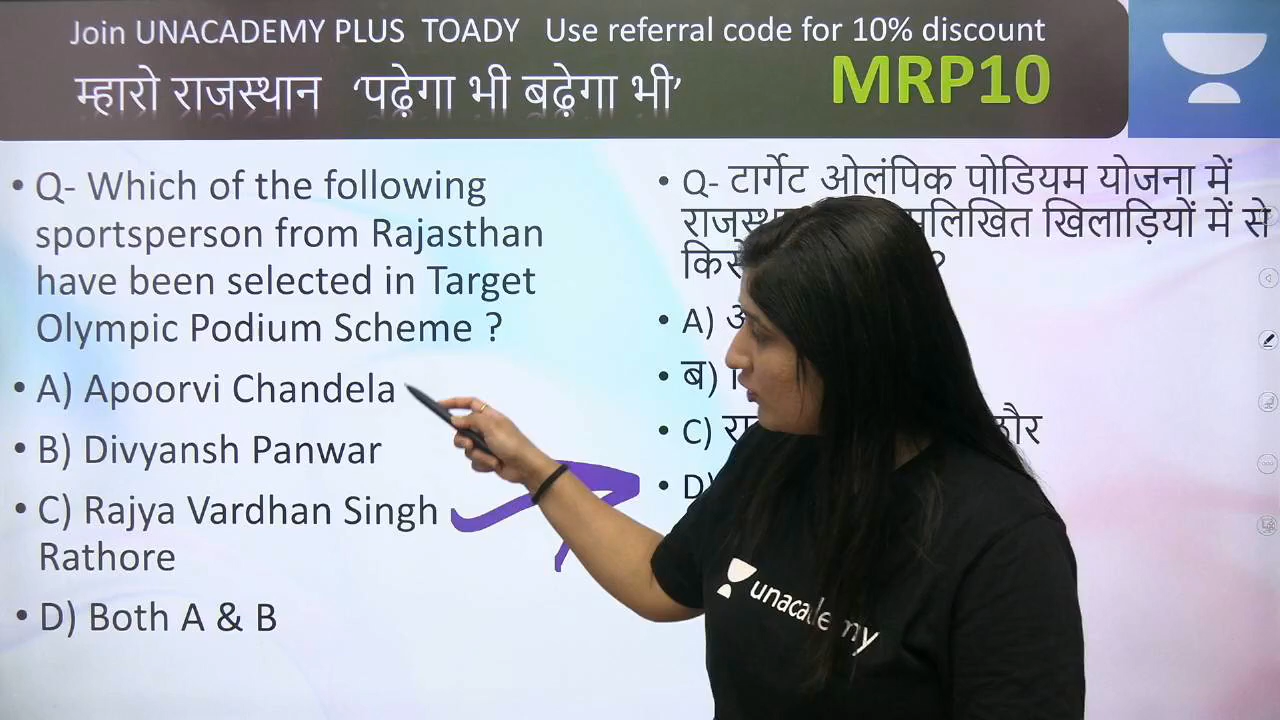 Join UNACADEMY PLUS TOADY Use referral code for 10% discount
म्हारो राजस्थान 'पढ़ेगा भी बढ़ेगा भी'
MRP10
• Q- Which of the following
sportsperson from Rajasthan
have been selected in Target
Olympic Podium Scheme ?
• A) Apoorvi Chandela
• B) Divyansh Panwar
• C) Rajya Vardhan Singh
Rathore
• D) Both A & B
• Q- टार्गेट ओलंपिक पोडियम योजना में
खिलाड़ियों में से
?
• A)
• ब)
• C)
• D)
unacademy